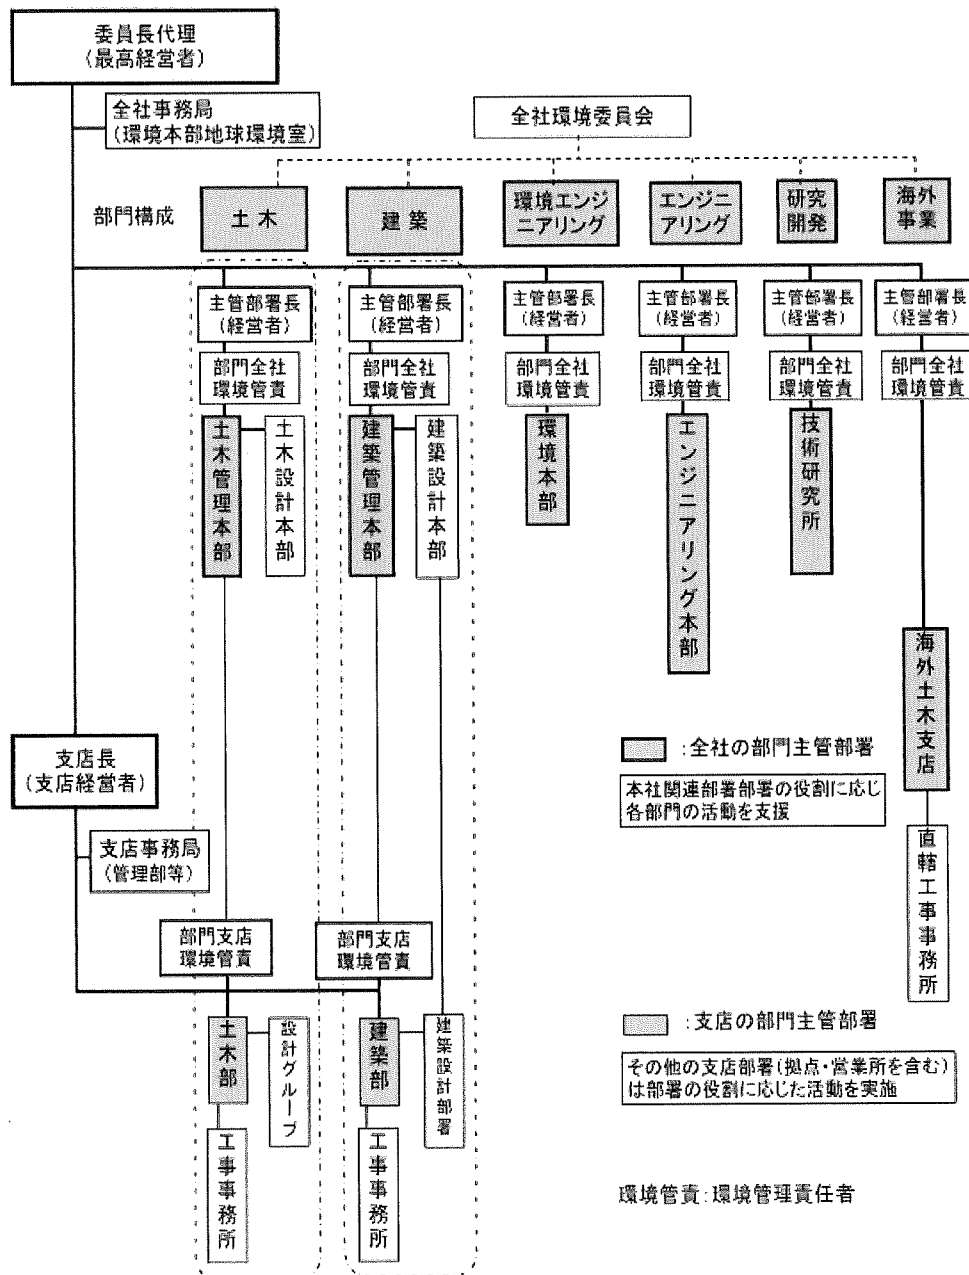 委員長代理
(最高経営者)
全社事務局
(環境本部地球環境室)
全社環境委員会
部門構成
土木
建築
環境エンジ
ニアリング
エンジニ
アリング
研究
開発
海外
事業
主管部署長
(経営者)
主管部署長
(経営者)
主管部署長
(経営者)
主管部署長
(経営者)
主管部署長
(経営者)
主管部署長
(経営者)
部門全社
環境管責
部門全社
環境管責
部門全社
環境管責
部門全社
環境管責
部門全社
環境管責
部門全社
環境管責
土木管理本部
土木設計本部
建築管理本部
建築設計本部
環境本部
エンジニアリング本部
技術研究所
海外土木支店
直轄工事事務所
支店長
(支店経営者)
支店事務局
(管理部等)
:全社の部門主管部署
本社関連部署部署の役割に応じ
各部門の活動を支援
部門支店
環境管責
部門支店
環境管責
土木部
設計グループ
建築部
建築設計部署
工事事務所
工事事務所
:支店の部門主管部署
その他の支店部署(拠点・営業所を含む)
は部署の役割に応じた活動を実施
環境管責:環境管理責任者